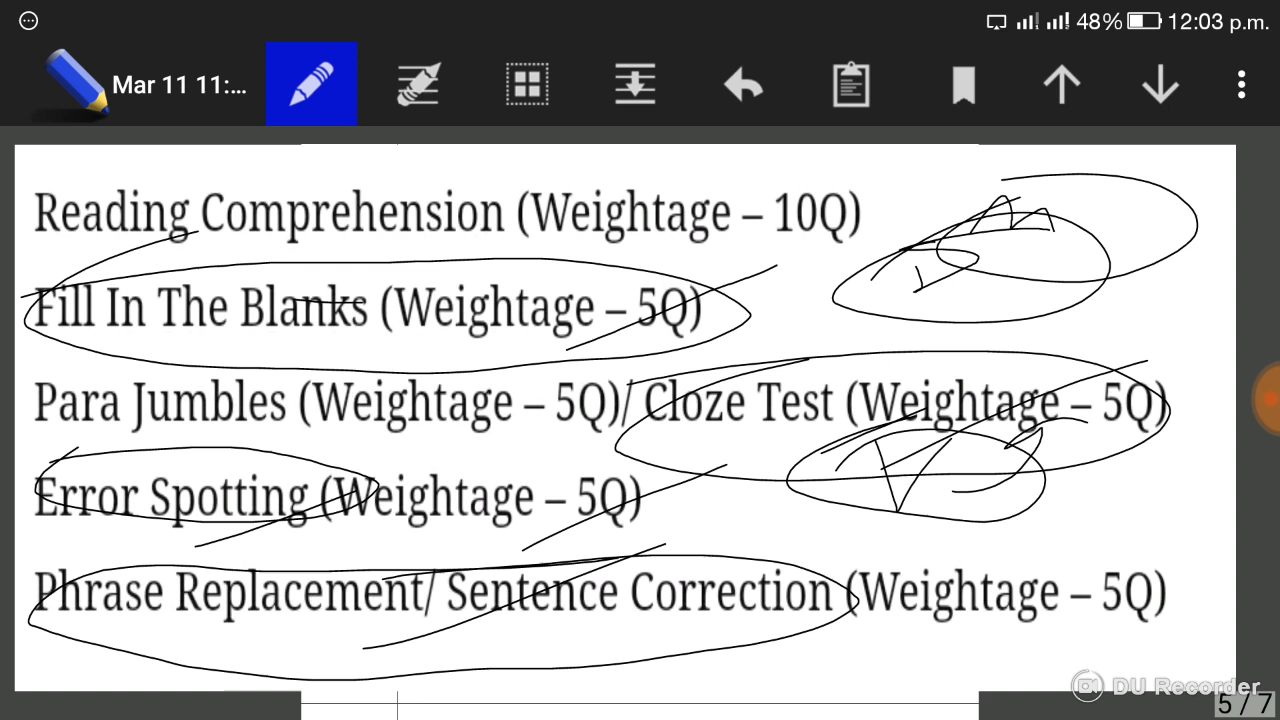 48% 12:03 p.m.
Mar 11 11:...
Reading Comprehension (Weightage – 10Q)
Fill In The Blanks (Weightage – 5Q)
Para Jumbles (Weightage – 5Q)/ Cloze Test (Weightage – 5Q)
Error Spotting (Weightage – 5Q)
Phrase Replacement/ Sentence Correction (Weightage – 5Q)
DU Recorder
5 / 7